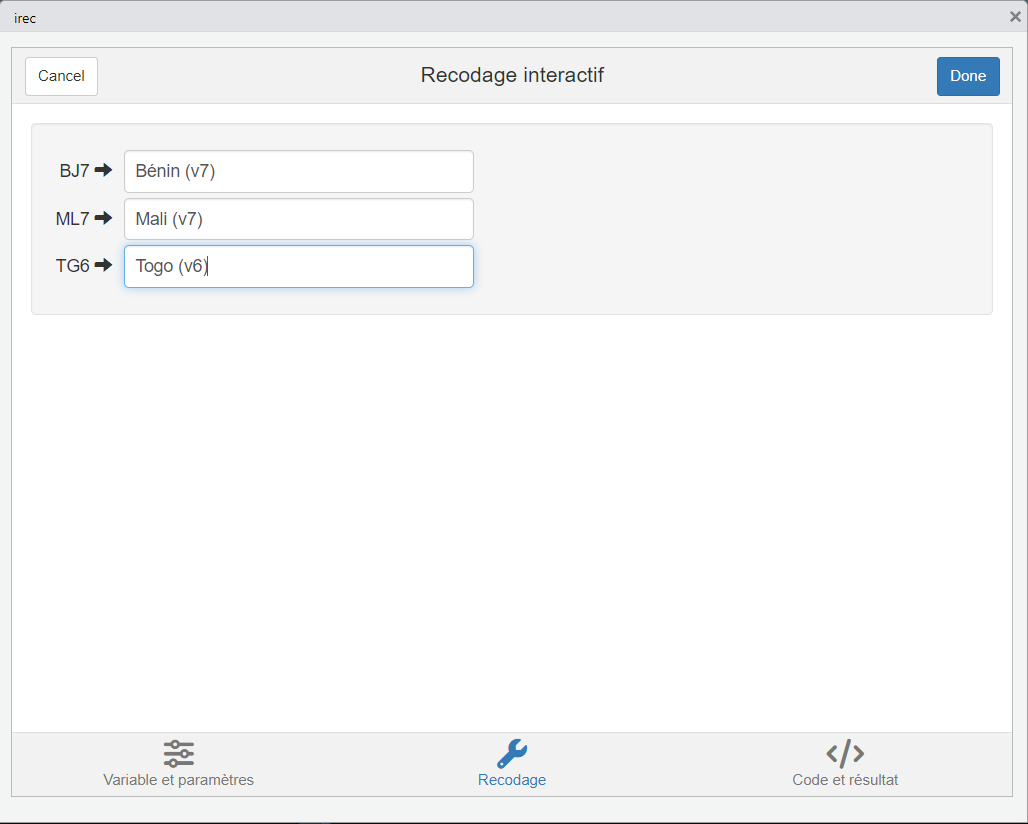 irec
Cancel
Recodage interactif
Done
BJ7 Bénin (v7)
ML7 Mali (v7)
TG6 Togo (v6)
Variable et paramètres
Recodage
Code et résultat